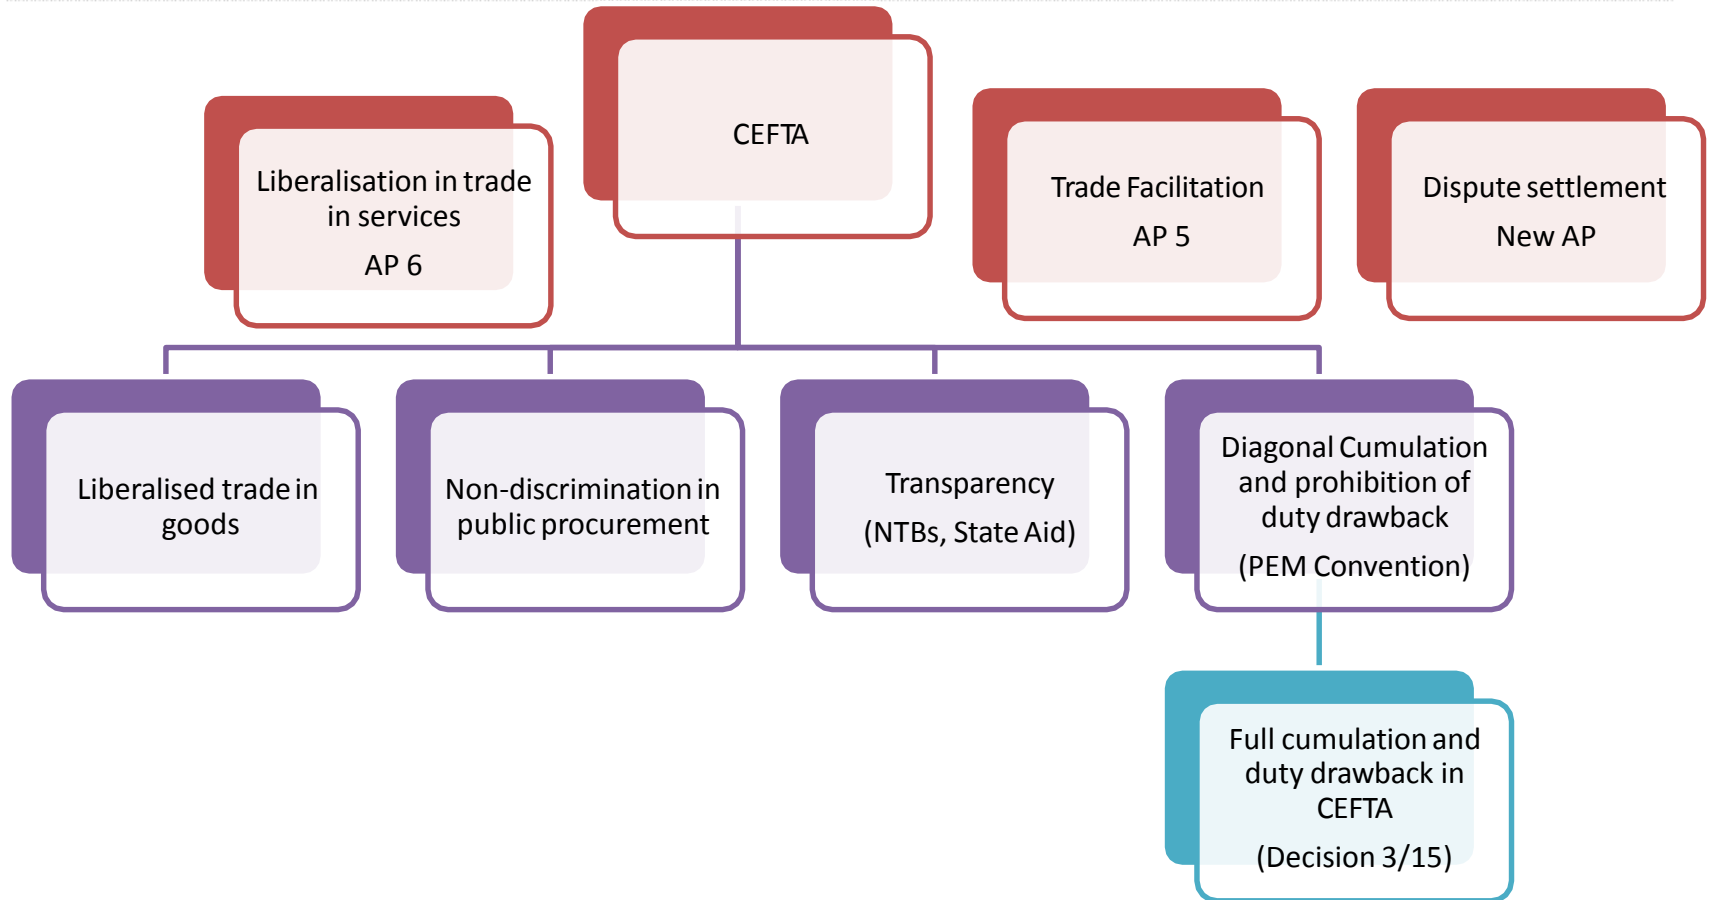 CEFTA
Liberalisation in trade
in services
AP 6
Trade Facilitation
AP 5
Dispute settlement
New AP
Liberalised trade in
goods
Non-discrimination in
public procurement
Transparency
(NTBs, State Aid)
Diagonal Cumulation
and prohibition of
duty drawback
(PEM Convention)
Full cumulation and
duty drawback in
CEFTA
(Decision 3/15)